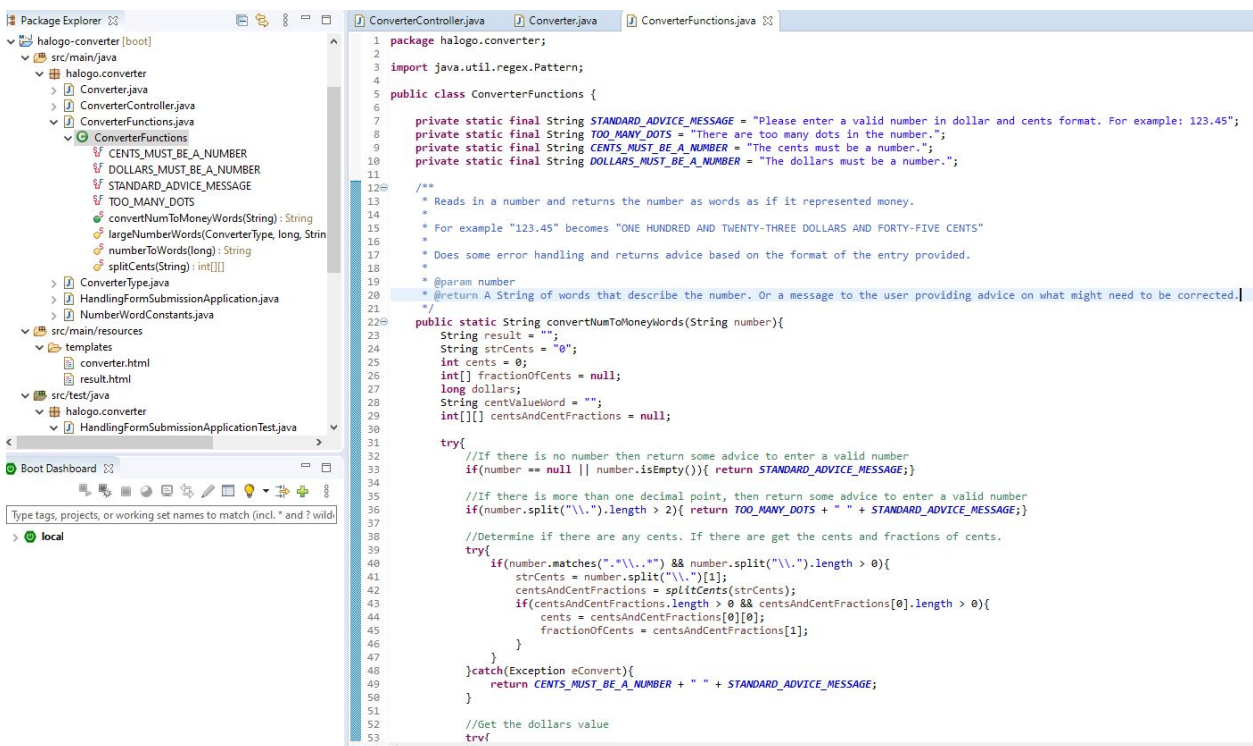 Package Explorer
halogo-converter [boot]
src/main/java
halogo.converter
Converter.java
ConverterController.java
ConverterFunctions.java
ConverterFunctions
CENTS_MUST_BE_A_NUMBER
DOLLARS_MUST_BE_A_NUMBER
STANDARD_ADVICE_MESSAGE
TOO_MANY_DOTS
convertNumToMoneyWords(String) : String
largeNumberWords(ConverterType, long, Strin
numberToWords(long) : String
splitCents(String) : int[][]
ConverterType.java
HandlingFormSubmissionApplication.java
NumberWordConstants.java
src/main/resources
templates
converter.html
result.html
src/test/java
halogo.converter
HandlingFormSubmissionApplicationTest.java
Boot Dashboard
Type tags, projects, or working set names to match (incl. * and ? wild
local
ConverterController.java Converter.java ConverterFunctions.java
1 package halogo.converter;
2
3 import java.util.regex.Pattern;
4
5 public class ConverterFunctions {
6
7 private static final String STANDARD_ADVICE_MESSAGE = "Please enter a valid number in dollar and cents format. For example: 123.45";
8 private static final String TOO_MANY_DOTS = "There are too many dots in the number.";
9 private static final String CENTS_MUST_BE_A_NUMBER = "The cents must be a number.";
10 private static final String DOLLARS_MUST_BE_A_NUMBER = "The dollars must be a number.";
11
12 /**
13 * Reads in a number and returns the number as words as if it represented money.
14 *
15 * For example "123.45" becomes "ONE HUNDRED AND TWENTY-THREE DOLLARS AND FORTY-FIVE CENTS"
16 *
17 * Does some error handling and returns advice based on the format of the entry provided.
18 *
19 * @param number
20 * @return A String of words that describe the number. Or a message to the user providing advice on what might need to be corrected.
21 */
22 public static String convertNumToMoneyWords(String number){
23 String result = "";
24 String strCents = "0";
25 int cents = 0;
26 int[] fractionOfCents = null;
27 long dollars;
28 String centValueWord = "";
29 int[][] centsAndCentFractions = null;
30
31 try{
32 //If there is no number then return some advice to enter a valid number
33 if(number == null || number.isEmpty()){ return STANDARD_ADVICE_MESSAGE;}
34
35 //If there is more than one decimal point, then return some advice to enter a valid number
36 if(number.split("\\.").length > 2){ return TOO_MANY_DOTS + " " + STANDARD_ADVICE_MESSAGE;}
37
38 //Determine if there are any cents. If there are get the cents and fractions of cents.
39 try{
40 if(number.matches(".*\\..*") && number.split("\\.").length > 0){
41 strCents = number.split("\\.")[1];
42 centsAndCentFractions = splitCents(strCents);
43 if(centsAndCentFractions.length > 0 && centsAndCentFractions[0].length > 0){
44 cents = centsAndCentFractions[0][0];
45 fractionOfCents = centsAndCentFractions[1];
46 }
47 }
48 }catch(Exception eConvert){
49 return CENTS_MUST_BE_A_NUMBER + " " + STANDARD_ADVICE_MESSAGE;
50 }
51
52 //Get the dollars value
53 try{